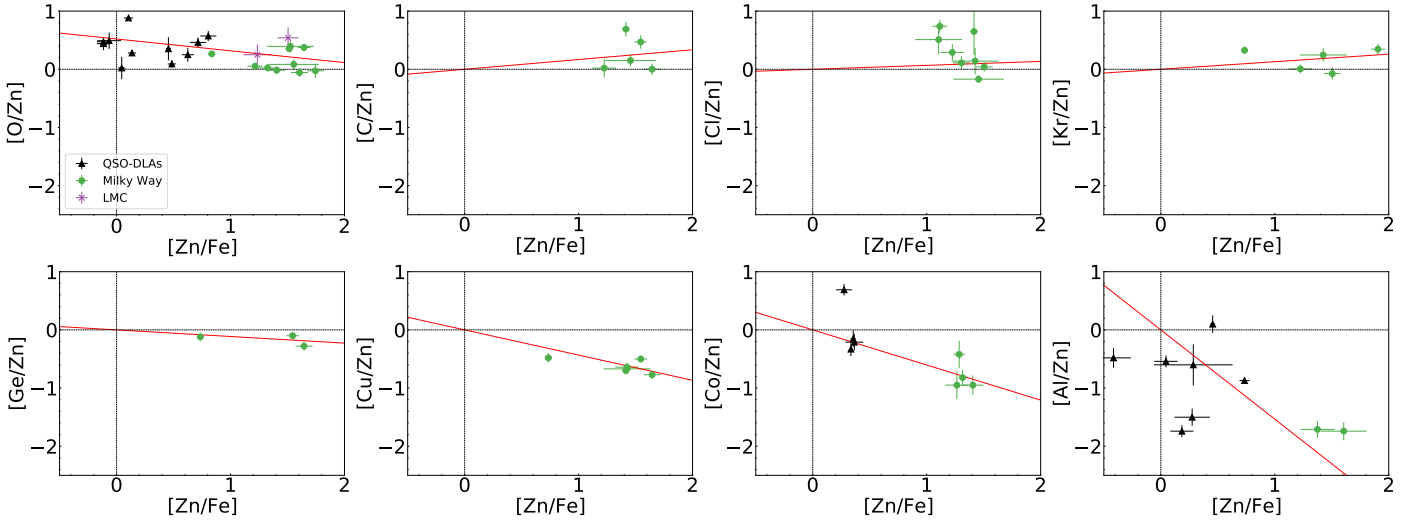 [O/Zn]
1
0
−1
−2
QSO-DLAs
Milky Way
LMC
0 1 2
[Zn/Fe]
[C/Zn]
1
0
−1
−2
0 1 2
[Zn/Fe]
[Cl/Zn]
1
0
−1
−2
0 1 2
[Zn/Fe]
[Kr/Zn]
1
0
−1
−2
0 1 2
[Zn/Fe]
[Ge/Zn]
1
0
−1
−2
0 1 2
[Zn/Fe]
[Cu/Zn]
1
0
−1
−2
0 1 2
[Zn/Fe]
[Co/Zn]
1
0
−1
−2
0 1 2
[Zn/Fe]
[Al/Zn]
1
0
−1
−2
0 1 2
[Zn/Fe]